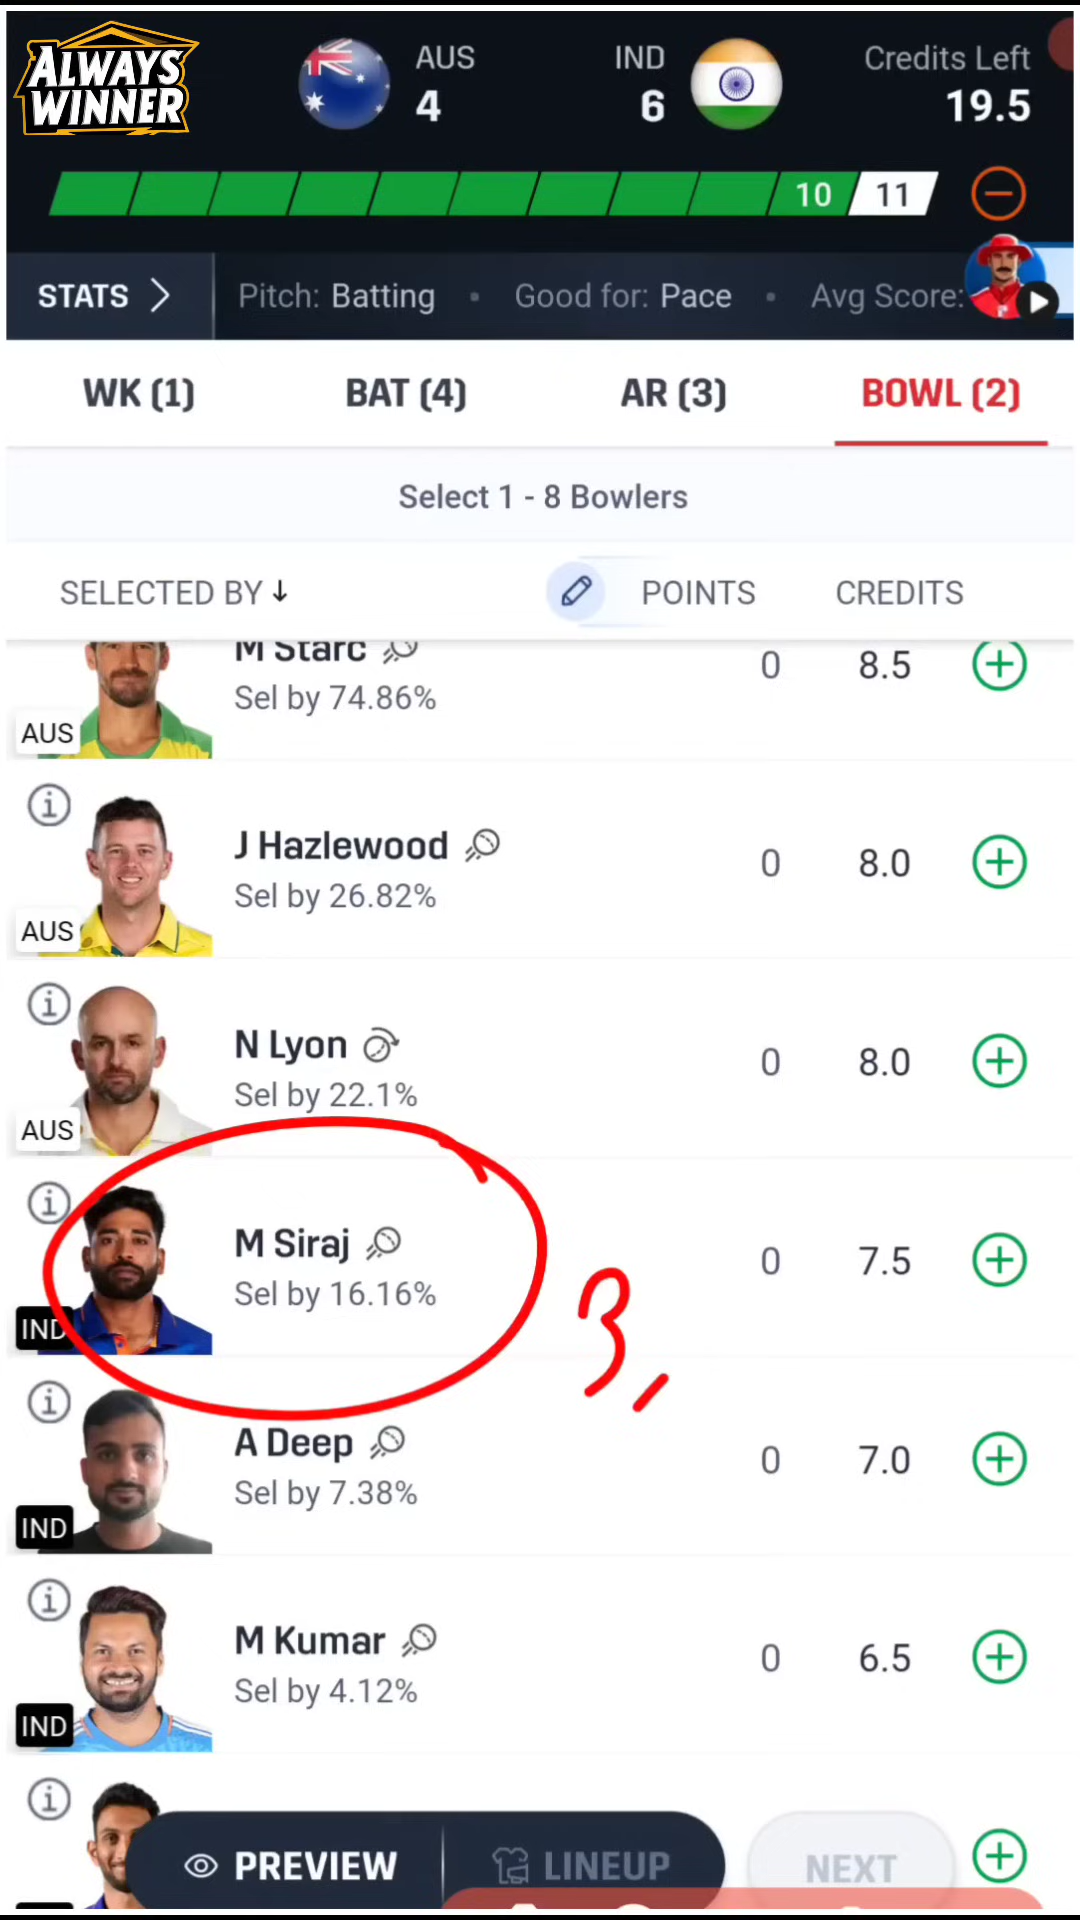 ALWAYS
WINNER
AUS
4
IND
6
Credits Left
19.5
10
11
STATS
Pitch: Batting • Good for: Pace • Avg Score:
WK (1)
BAT (4)
AR (3)
BOWL (2)
Select 1 - 8 Bowlers
SELECTED BY ↓
POINTS
CREDITS
M Starc
Sel by 74.86%
0
8.5
AUS
J Hazlewood
Sel by 26.82%
0
8.0
AUS
N Lyon
Sel by 22.1%
0
8.0
AUS
M Siraj
Sel by 16.16%
0
7.5
IND
3,
A Deep
Sel by 7.38%
0
7.0
IND
M Kumar
Sel by 4.12%
0
6.5
IND
PREVIEW
LINEUP
NEXT